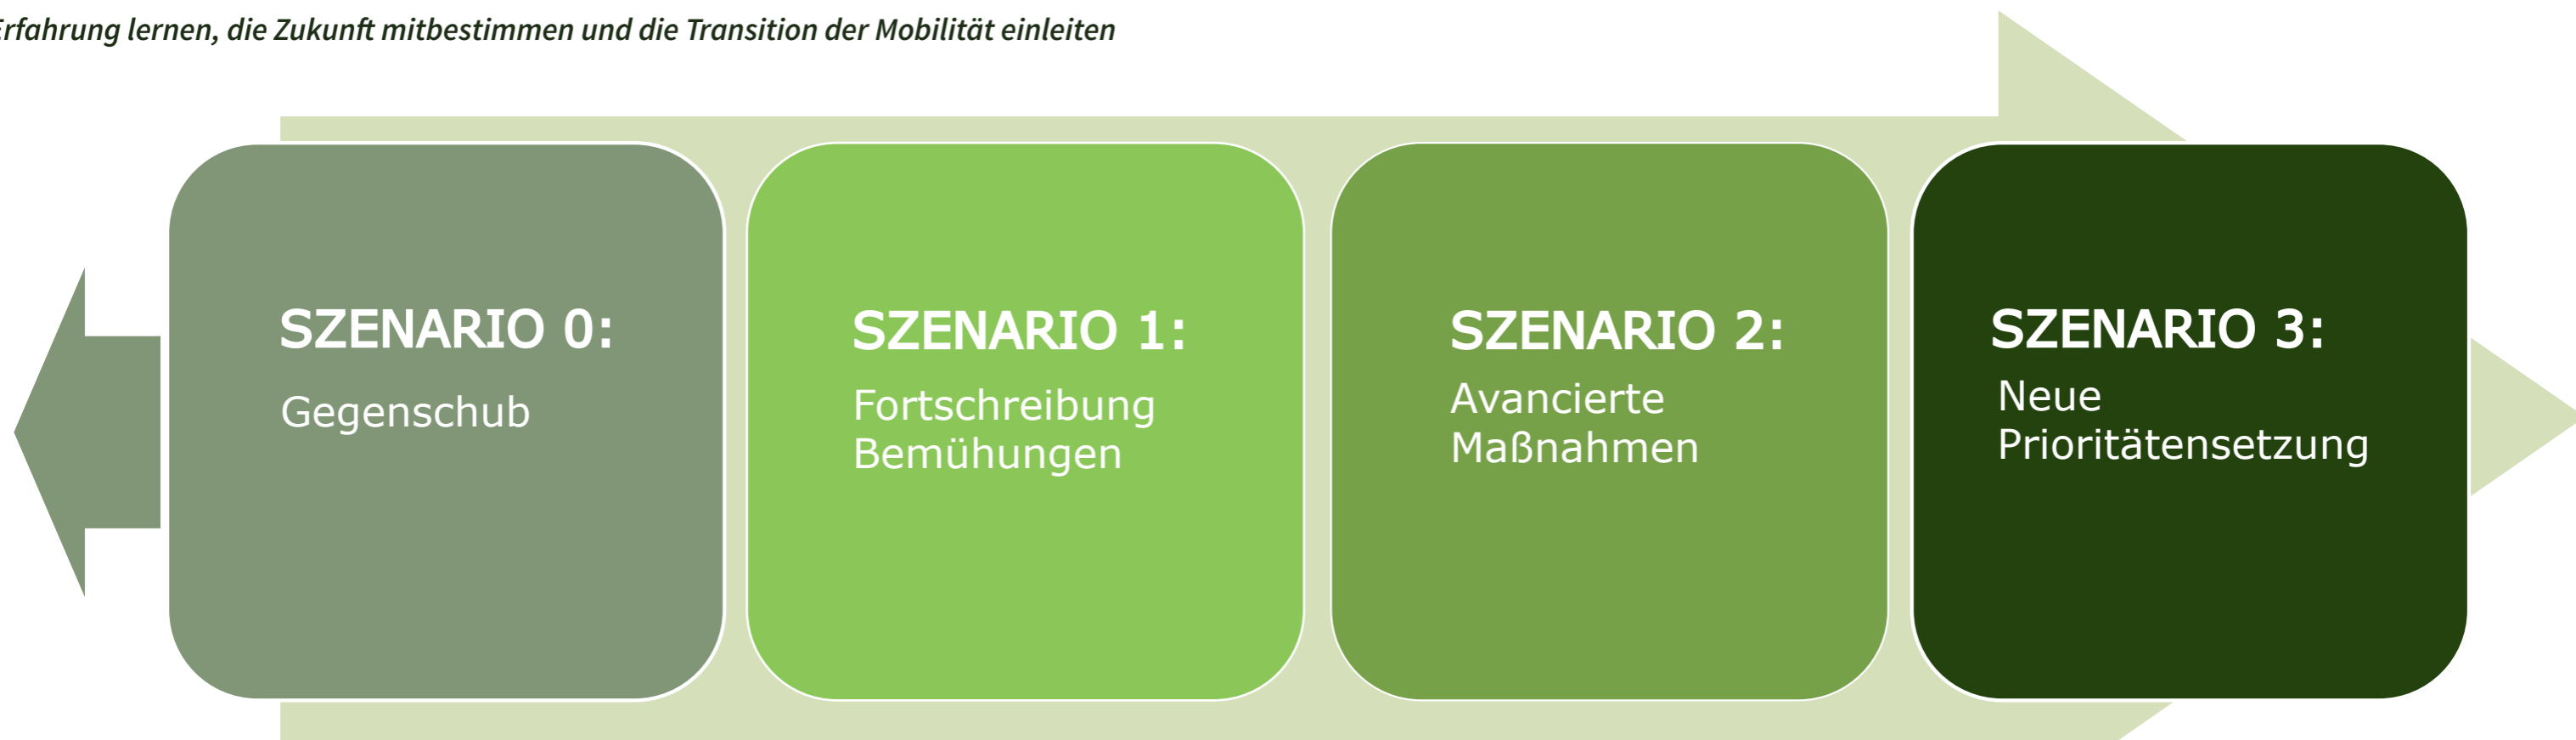 Erfahrung lernen, die Zukunft mitbestimmen und die Transition der Mobilität einleiten
SZENARIO 0:
Gegenschub
SZENARIO 1:
Fortschreibung
Bemühungen
SZENARIO 2:
Avancierte
Maßnahmen
SZENARIO 3:
Neue
Prioritätensetzung